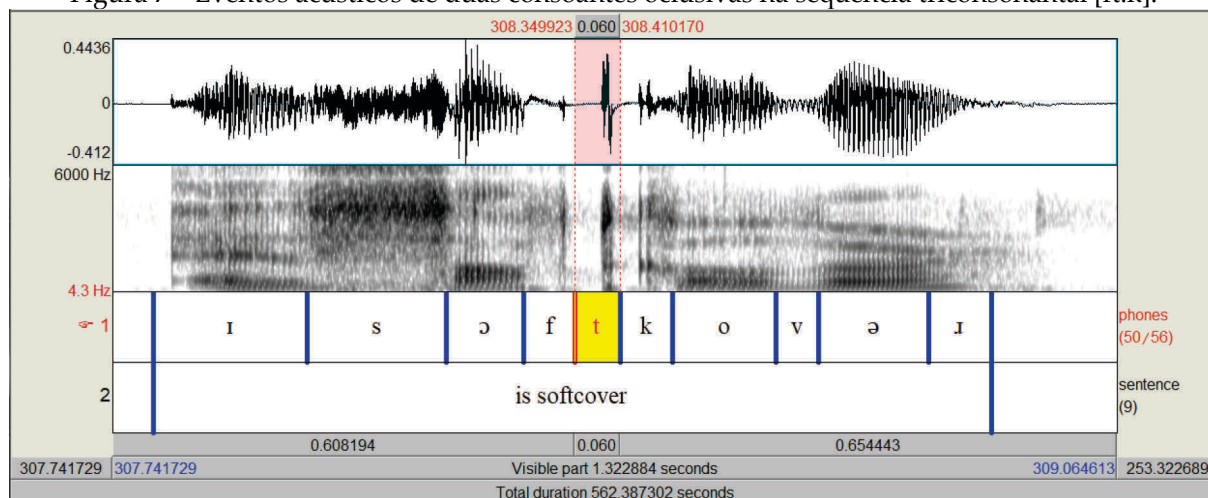 Figura 7 – Eventos acústicos de duas consoantes oclusivas na sequência triconsonantal [ft.k].
308.349923 0.060 308.410170
0.4436
0
-0.412
6000 Hz
4.3 Hz
☞ 1 ɪ s ɔ f t k o v ə ɹ phones
(50/56)
2 is softcover sentence
(9)
0.608194 0.060 0.654443
307.741729 307.741729 Visible part 1.322884 seconds 309.064613 253.322689
Total duration 562.387302 seconds